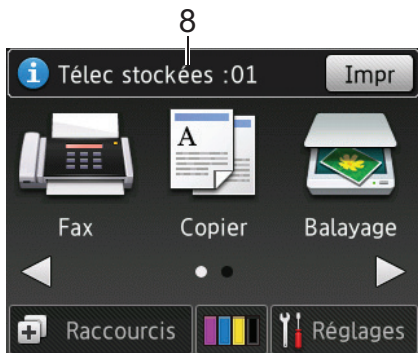 8
Télec stockées :01 Impr
A
Fax Copier Balayage
Raccourcis Réglages